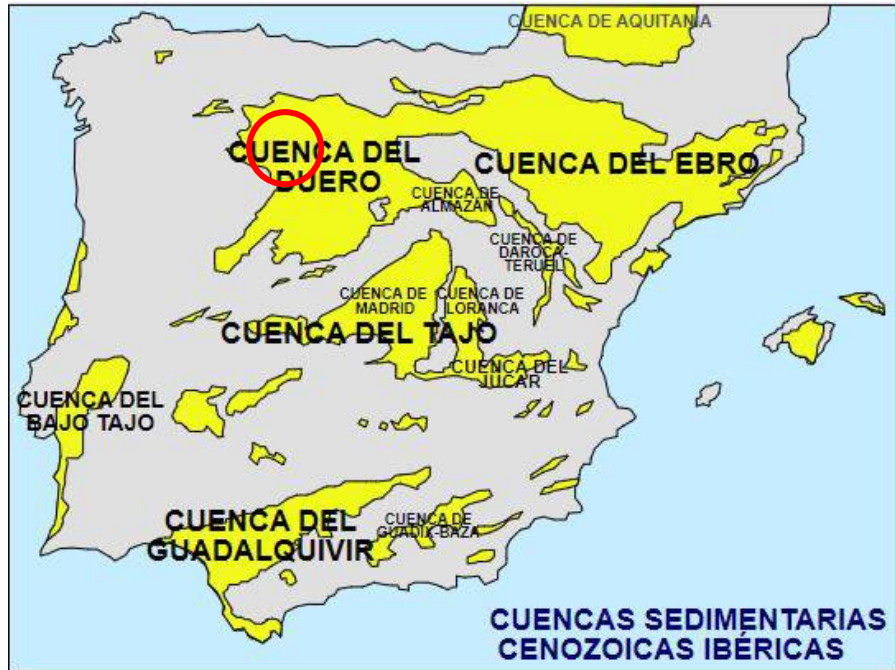 CUENCA DE AQUITANIA
CUENCA DEL
DUERO
CUENCA DEL EBRO
CUENCA DE
ALMAZÁN
CUENCA DE
DAROCA-
TERUEL
CUENCA DE
MADRID
CUENCA DE
LORANCA
CUENCA DEL TAJO
CUENCA DEL
JÚCAR
CUENCA DEL
BAJO TAJO
CUENCA DEL
GUADALQUIVIR
CUENCA DE
GUADIX-BAZA
CUENCAS SEDIMENTARIAS
CENOZOICAS IBÉRICAS